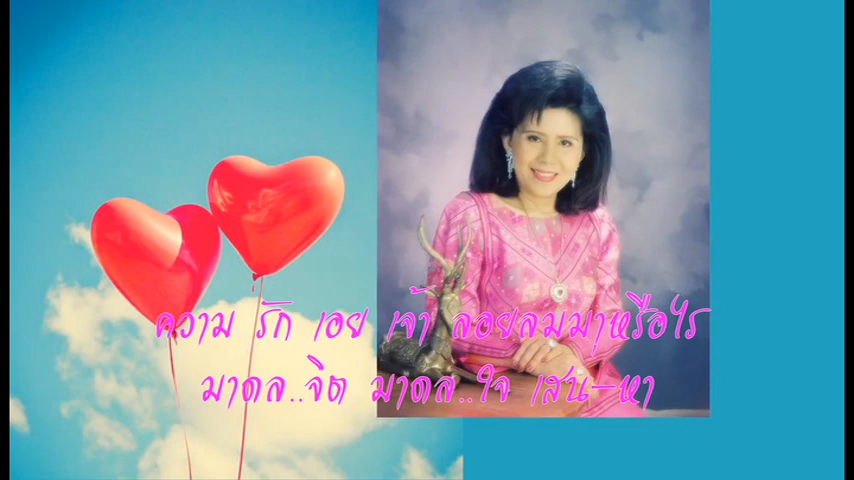 ความ รัก เอย เจ้า ลอยลมมาหรือไร
มาดล..จิต มาดล..ใจ เสน-หา